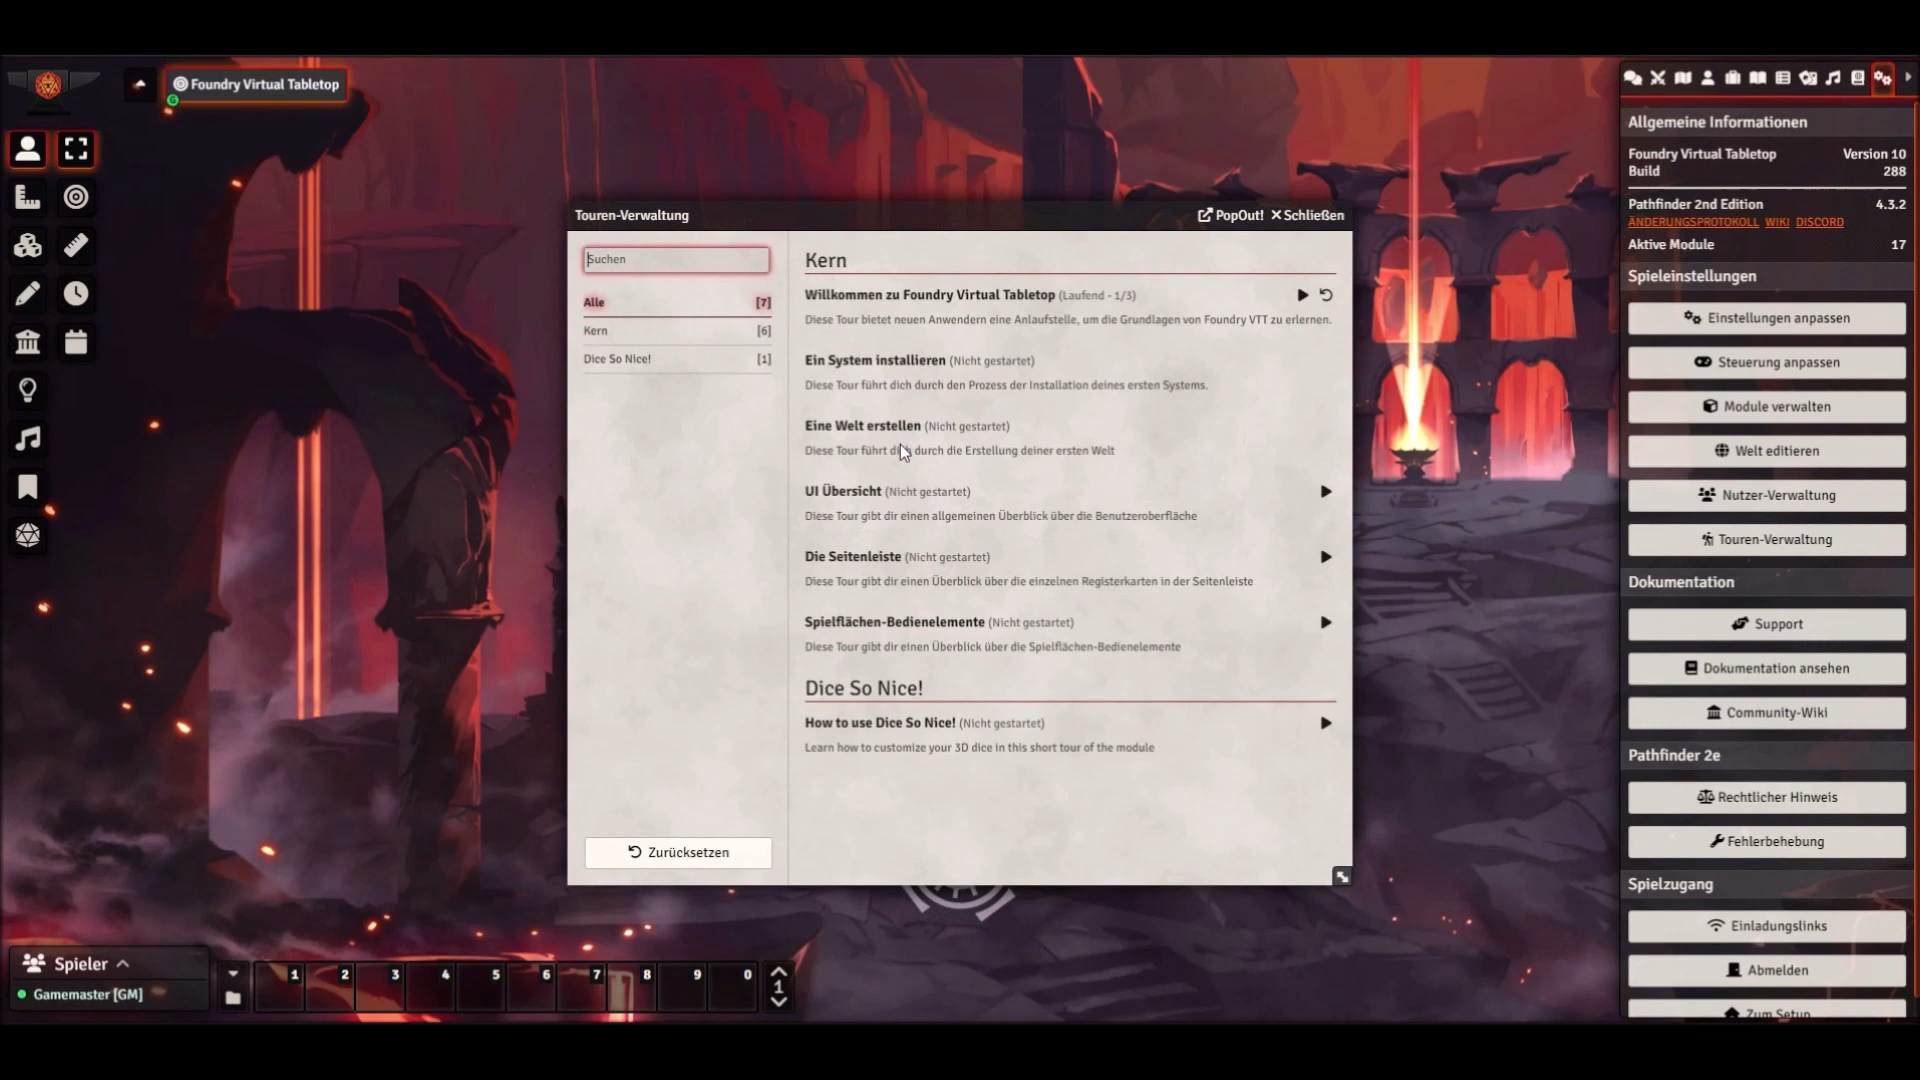 Foundry Virtual Tabletop
G
Touren-Verwaltung
PopOut! Schließen
Suchen
Alle [7]
Kern [6]
Dice So Nice! [1]
Zurücksetzen
Kern
Willkommen zu Foundry Virtual Tabletop (Laufend - 1/3)
Diese Tour bietet neuen Anwendern eine Anlaufstelle, um die Grundlagen von Foundry VTT zu erlernen.
Ein System installieren (Nicht gestartet)
Diese Tour führt dich durch den Prozess der Installation deines ersten Systems.
Eine Welt erstellen (Nicht gestartet)
Diese Tour führt dich durch die Erstellung deiner ersten Welt
UI Übersicht (Nicht gestartet)
Diese Tour gibt dir einen allgemeinen Überblick über die Benutzeroberfläche
Die Seitenleiste (Nicht gestartet)
Diese Tour gibt dir einen Überblick über die einzelnen Registerkarten in der Seitenleiste
Spielflächen-Bedienelemente (Nicht gestartet)
Diese Tour gibt dir einen Überblick über die Spielflächen-Bedienelemente
Dice So Nice!
How to use Dice So Nice! (Nicht gestartet)
Learn how to customize your 3D dice in this short tour of the module
Allgemeine Informationen
Foundry Virtual Tabletop Version 10
Build 288
Pathfinder 2nd Edition 4.3.2
ÄNDERUNGSPROTOKOLL WIKI DISCORD
Aktive Module 17
Spieleinstellungen
Einstellungen anpassen
Steuerung anpassen
Module verwalten
Welt editieren
Nutzer-Verwaltung
Touren-Verwaltung
Dokumentation
Support
Dokumentation ansehen
Community-Wiki
Pathfinder 2e
Rechtlicher Hinweis
Fehlerbehebung
Spielzugang
Einladungslinks
Abmelden
Zum Setup
Spieler
Gamemaster [GM]
1 2 3 4 5 6 7 8 9 0
1